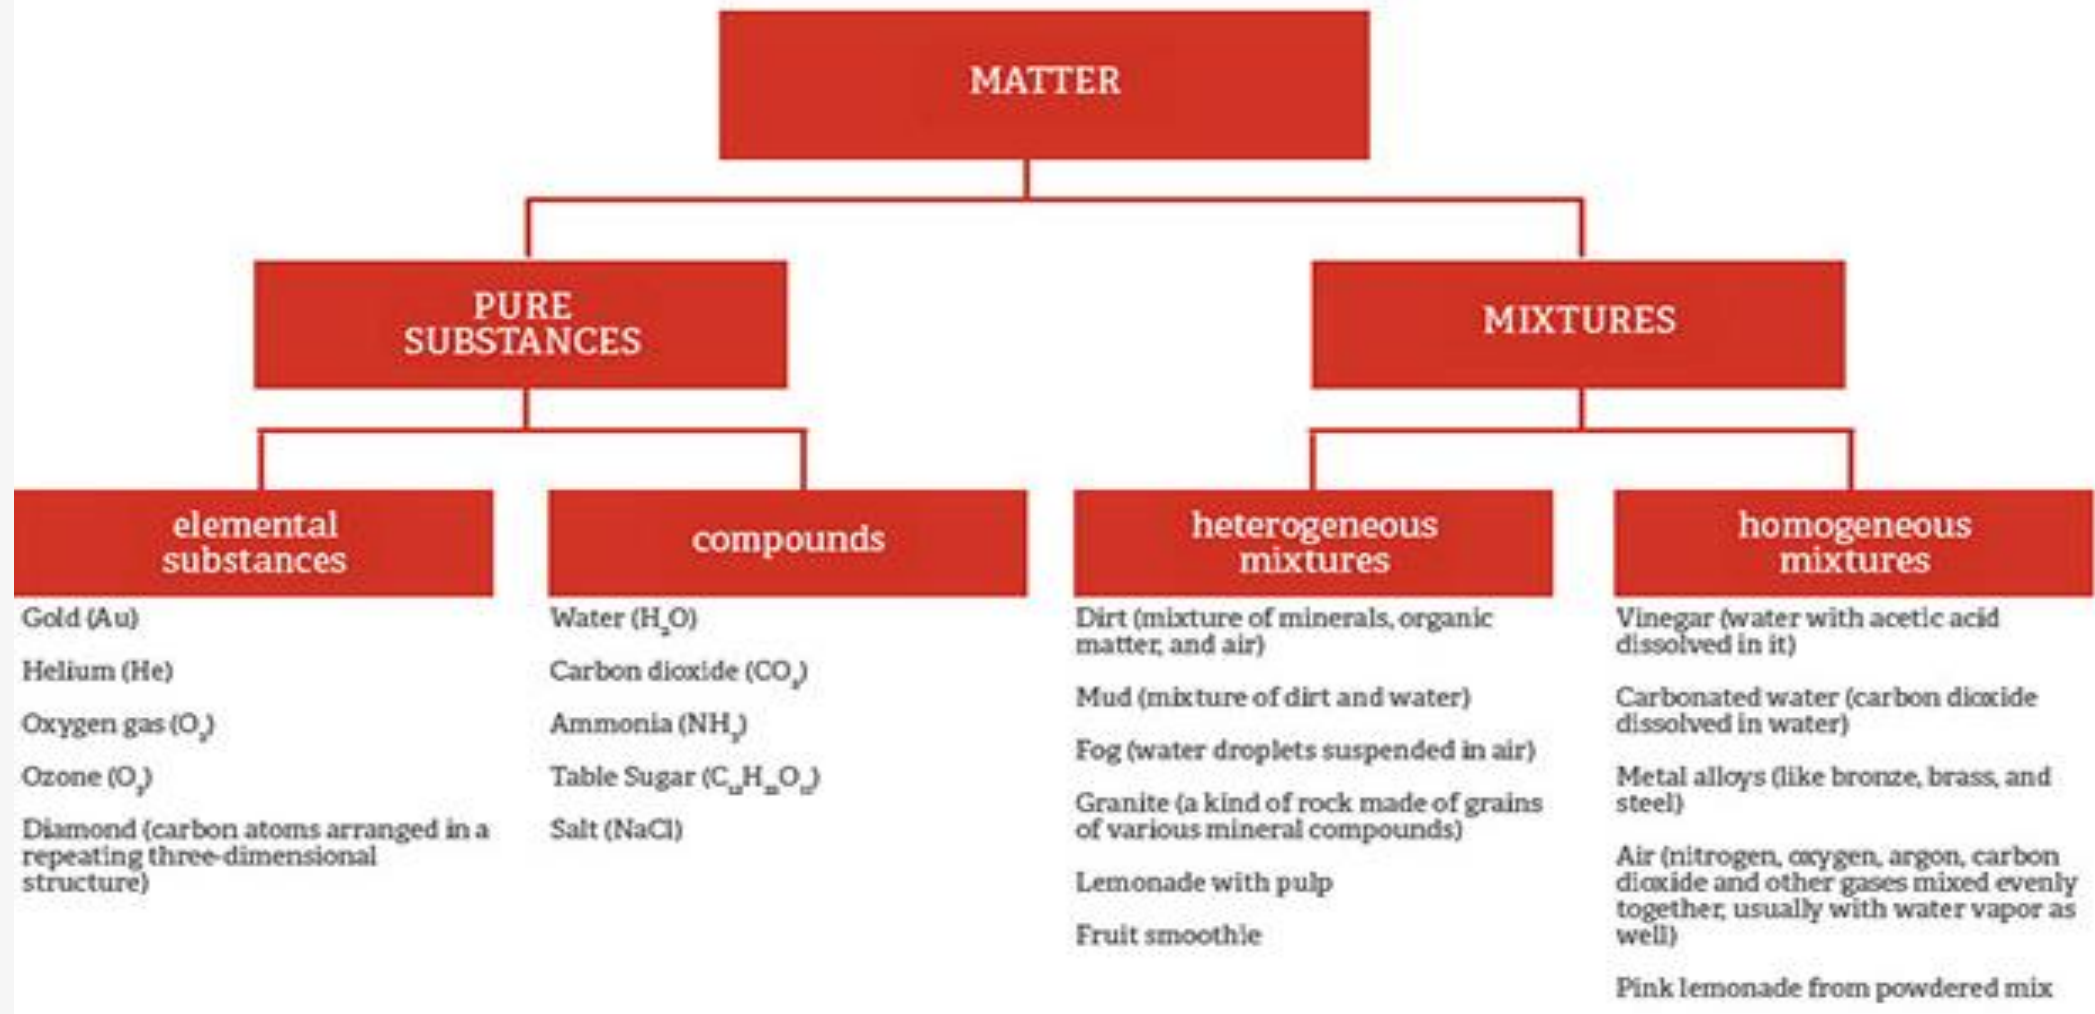 MATTER
PURE
SUBSTANCES
MIXTURES
elemental
substances
compounds
heterogeneous
mixtures
homogeneous
mixtures
Gold (Au)
Helium (He)
Oxygen gas (O₂)
Ozone (O₃)
Diamond (carbon atoms arranged in a
repeating three-dimensional
structure)
Water (H₂O)
Carbon dioxide (CO₂)
Ammonia (NH₃)
Table Sugar (C₁₂H₂₂O₁₁)
Salt (NaCl)
Dirt (mixture of minerals, organic
matter, and air)
Mud (mixture of dirt and water)
Fog (water droplets suspended in air)
Granite (a kind of rock made of grains
of various mineral compounds)
Lemonade with pulp
Fruit smoothie
Vinegar (water with acetic acid
dissolved in it)
Carbonated water (carbon dioxide
dissolved in water)
Metal alloys (like bronze, brass, and
steel)
Air (nitrogen, oxygen, argon, carbon
dioxide and other gases mixed evenly
together, usually with water vapor as
well)
Pink lemonade from powdered mix